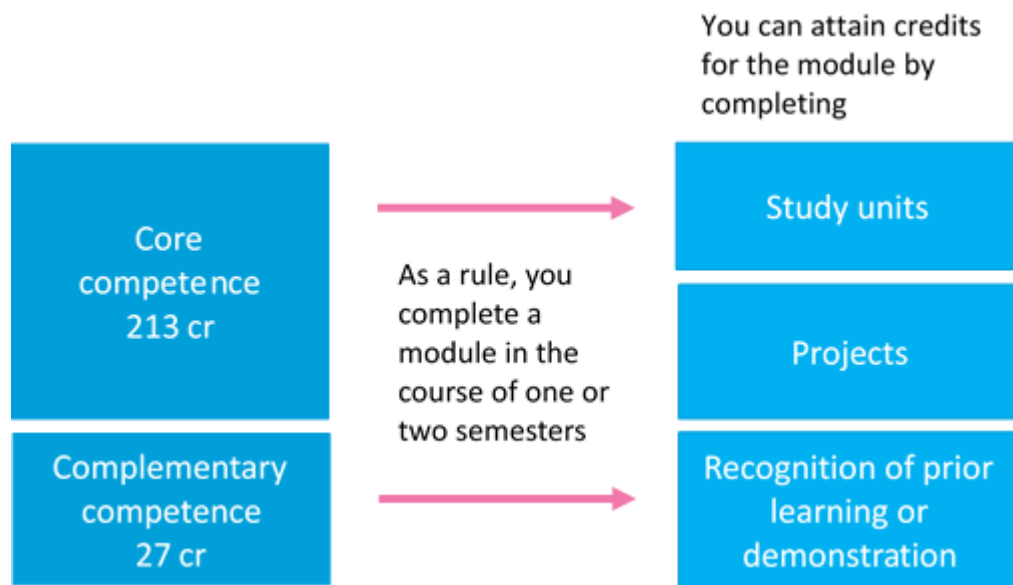 You can attain credits
for the module by
completing
Core
competence
213 cr
Complementary
competence
27 cr
As a rule, you
complete a
module in the
course of one or
two semesters
Study units
Projects
Recognition of prior
learning or
demonstration